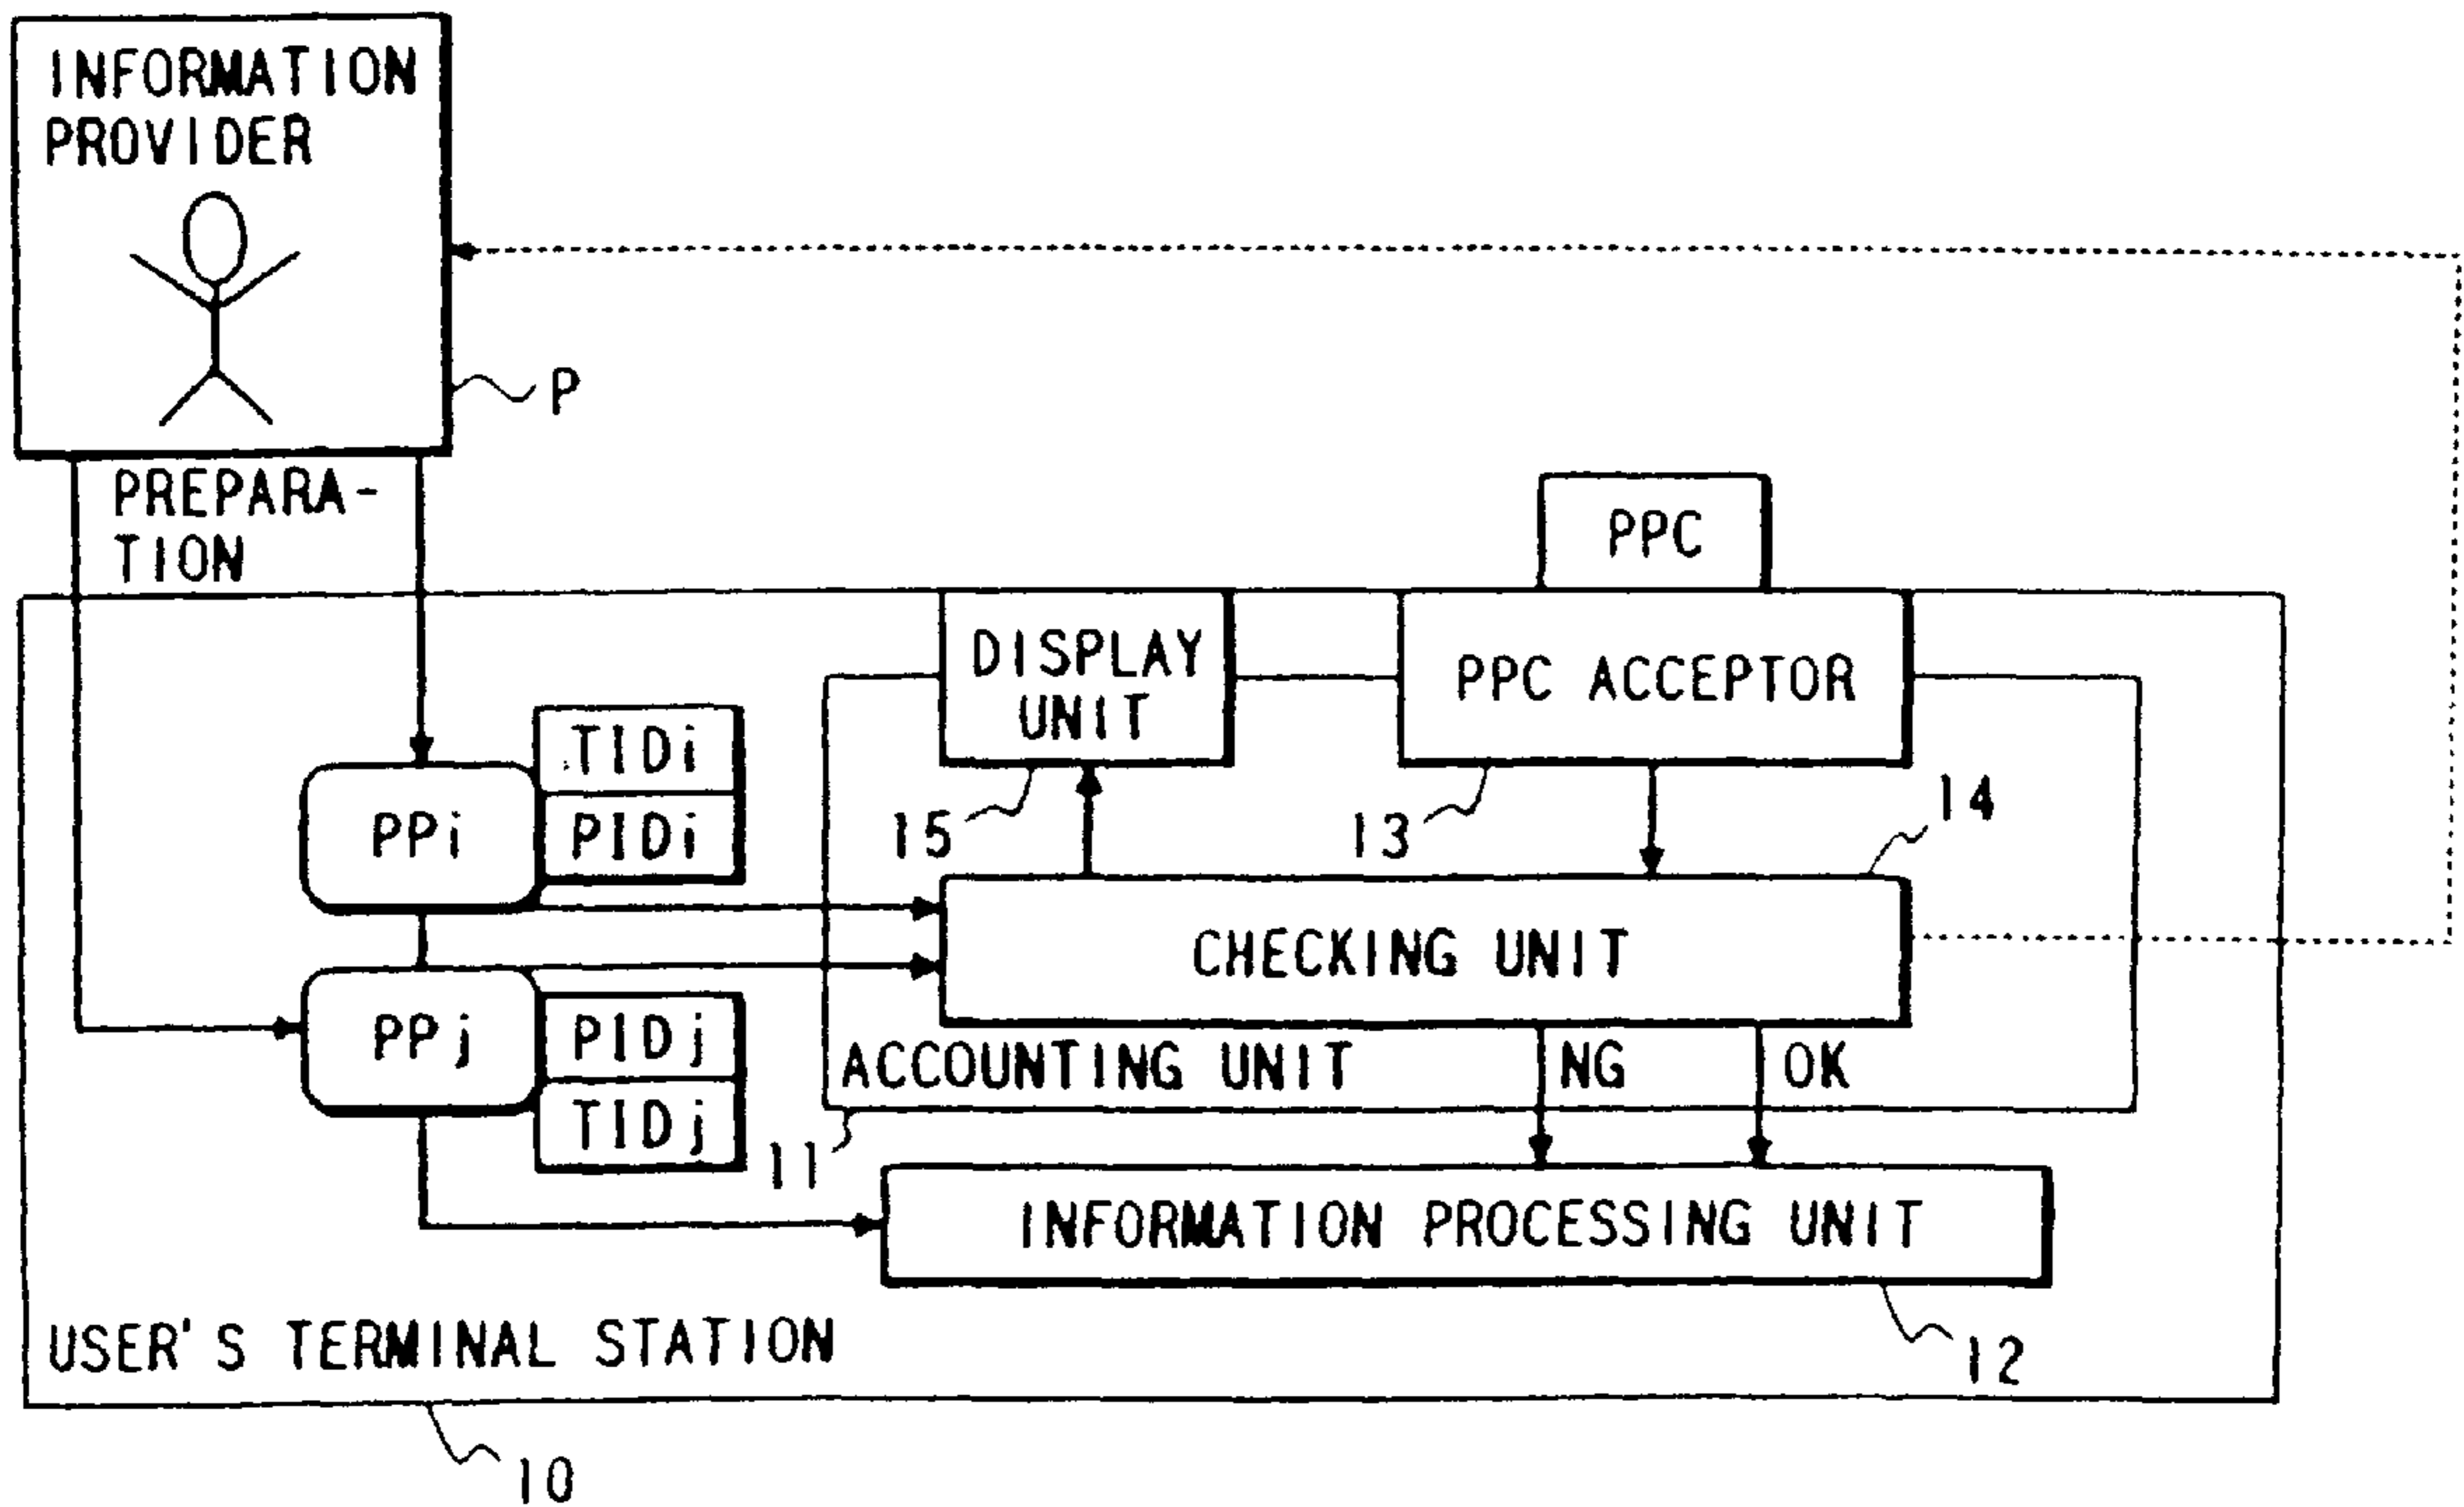 INFORMATION
PROVIDER
P
PREPARA-
TION
PPC
DISPLAY
UNIT
PPC ACCEPTOR
TIDi
PPi
PIDi
15
13
14
CHECKING UNIT
PPj
PIDj
TIDj
ACCOUNTING UNIT
NG
OK
11
INFORMATION PROCESSING UNIT
USER'S TERMINAL STATION
12
10